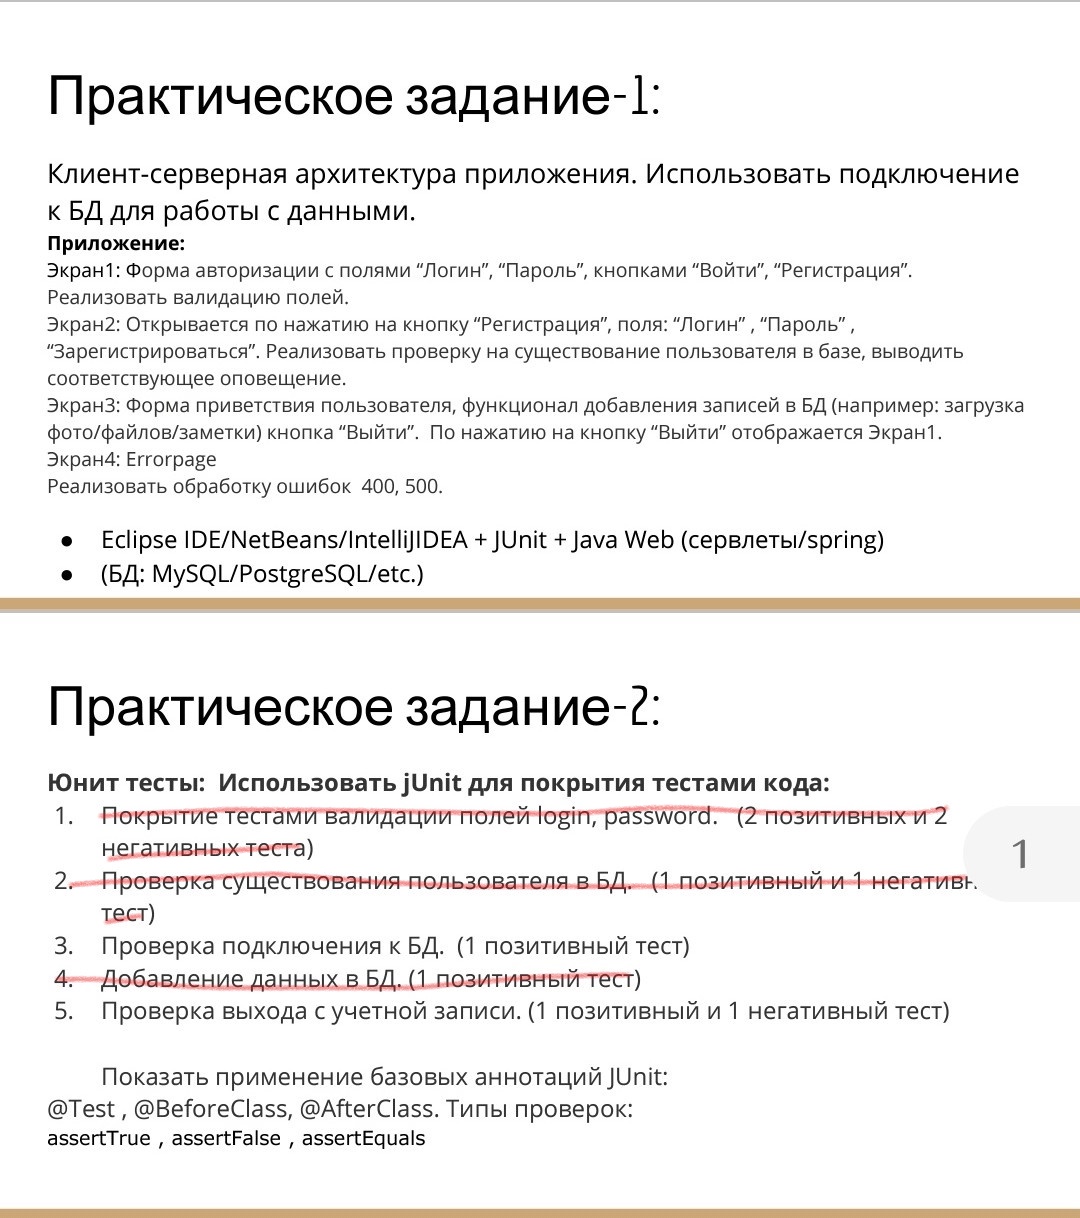 Практическое задание-1:
Клиент-серверная архитектура приложения. Использовать подключение
к БД для работы с данными.
Приложение:
Экран1: Форма авторизации с полями “Логин”, “Пароль”, кнопками “Войти”, “Регистрация”.
Реализовать валидацию полей.
Экран2: Открывается по нажатию на кнопку “Регистрация”, поля: “Логин” , “Пароль” ,
“Зарегистрироваться”. Реализовать проверку на существование пользователя в базе, выводить
соответствующее оповещение.
Экран3: Форма приветствия пользователя, функционал добавления записей в БД (например: загрузка
фото/файлов/заметки) кнопка “Выйти”. По нажатию на кнопку “Выйти” отображается Экран1.
Экран4: Errorpage
Реализовать обработку ошибок 400, 500.
● Eclipse IDE/NetBeans/IntelliJIDEA + JUnit + Java Web (сервлеты/spring)
● (БД: MySQL/PostgreSQL/etc.)
Практическое задание-2:
Юнит тесты: Использовать jUnit для покрытия тестами кода:
1. Покрытие тестами валидации полей login, password. (2 позитивных и 2
негативных теста)
1
2. Проверка существования пользователя в БД. (1 позитивный и 1
тест)
3. Проверка подключения к БД. (1 позитивный тест)
4. Добавление данных в БД. (1 позитивный тест)
5. Проверка выхода с учетной записи. (1 позитивный и 1 негативный тест)
Показать применение базовых аннотаций JUnit:
@Test , @BeforeClass, @AfterClass. Типы проверок:
assertTrue , assertFalse , assertEquals